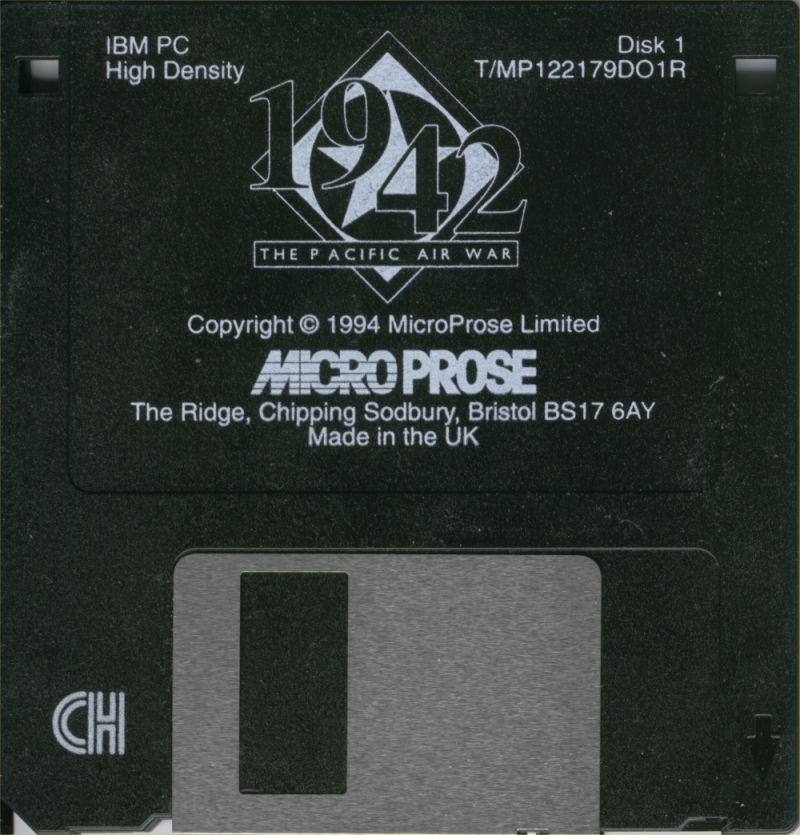 IBM PC
High Density
Disk 1
T/MP122179DO1R
1942
THE PACIFIC AIR WAR
Copyright © 1994 MicroProse Limited
MICROPROSE
The Ridge, Chipping Sodbury, Bristol BS17 6AY
Made in the UK
CH